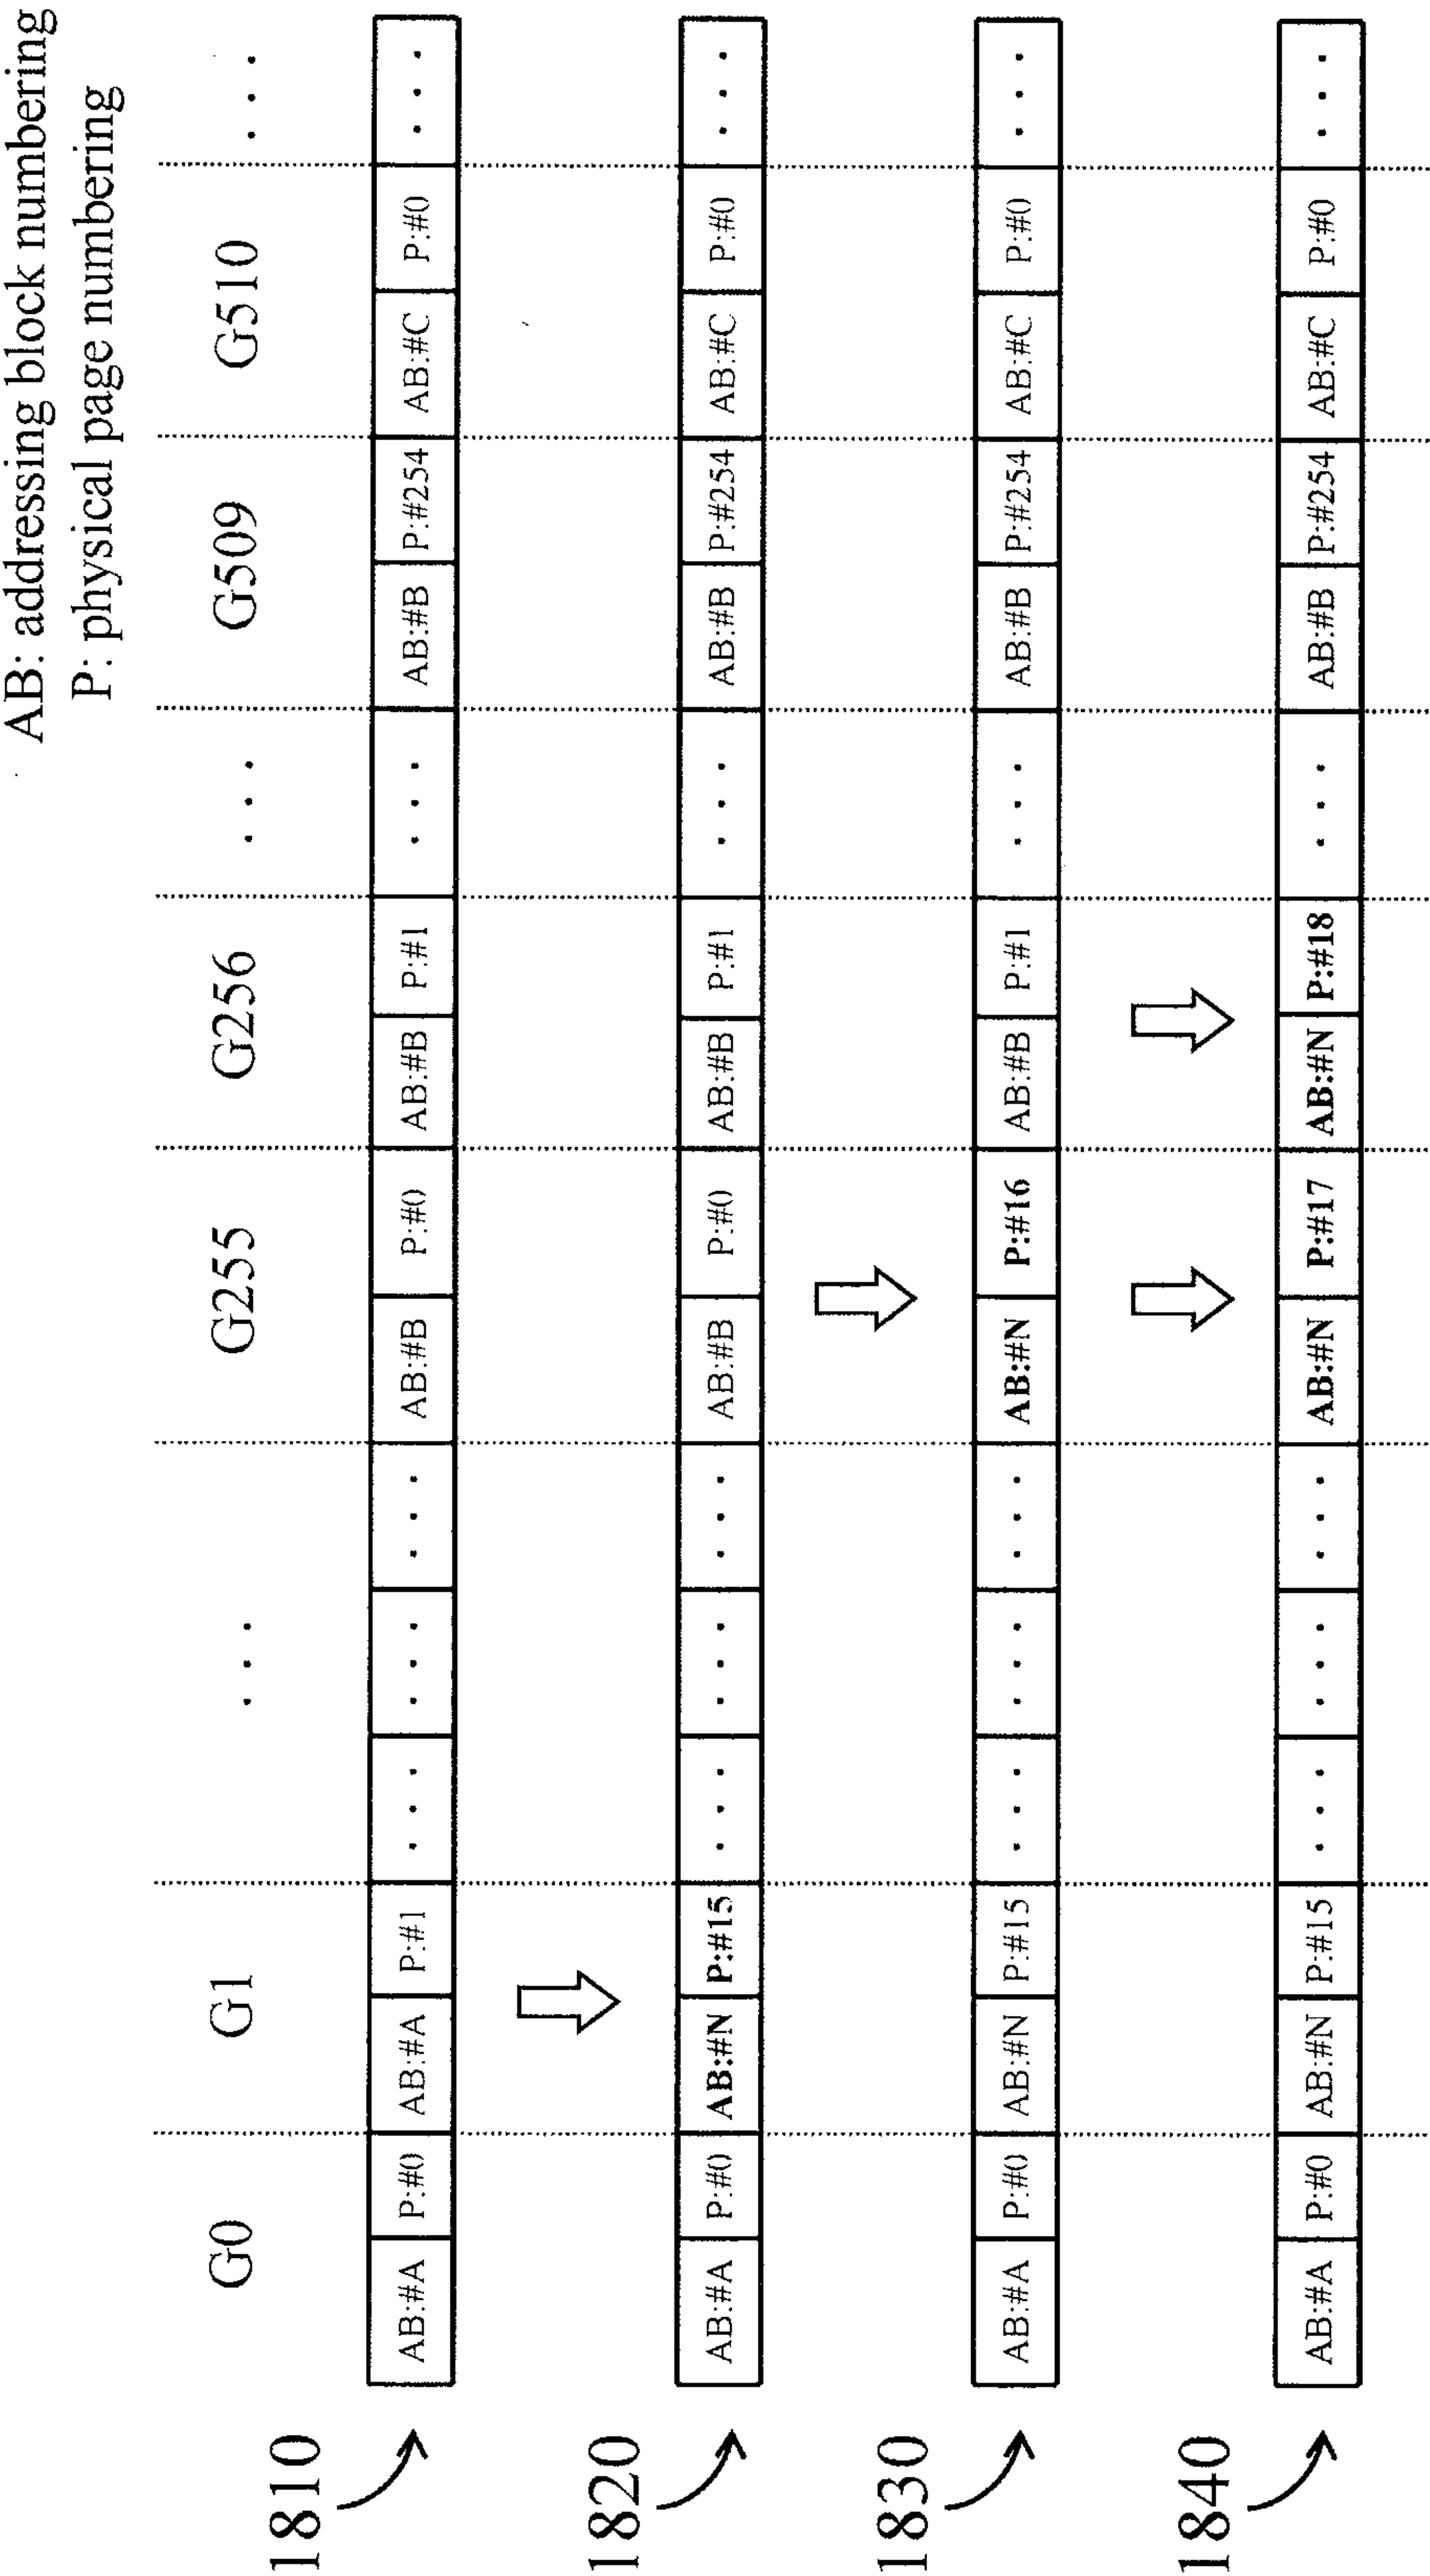 AB: addressing block numbering
P: physical page numbering
G0 G1 . . . G255 G256 . . . G509 G510 . . .
1810 AB:#A P:#0 AB:#A P:#1 . . . . . . . . . AB:#B P:#0 AB:#B P:#1 . . . AB:#B P:#254 AB:#C P:#0 . . .
1820 AB:#A P:#0 AB:#N P:#15 . . . . . . . . . AB:#B P:#0 AB:#B P:#1 . . . AB:#B P:#254 AB:#C P:#0 . . .
1830 AB:#A P:#0 AB:#N P:#15 . . . . . . . . . AB:#N P:#16 AB:#B P:#1 . . . AB:#B P:#254 AB:#C P:#0 . . .
1840 AB:#A P:#0 AB:#N P:#15 . . . . . . . . . AB:#N P:#17 AB:#N P:#18 . . . AB:#B P:#254 AB:#C P:#0 . . .